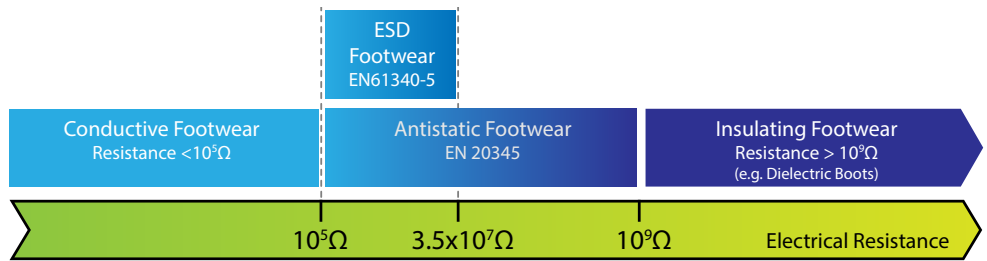 ESD
Footwear
EN61340-5
Conductive Footwear
Resistance <10⁵Ω
Antistatic Footwear
EN 20345
Insulating Footwear
Resistance > 10⁹Ω
(e.g. Dielectric Boots)
10⁵Ω
3.5x10⁷Ω
10⁹Ω
Electrical Resistance